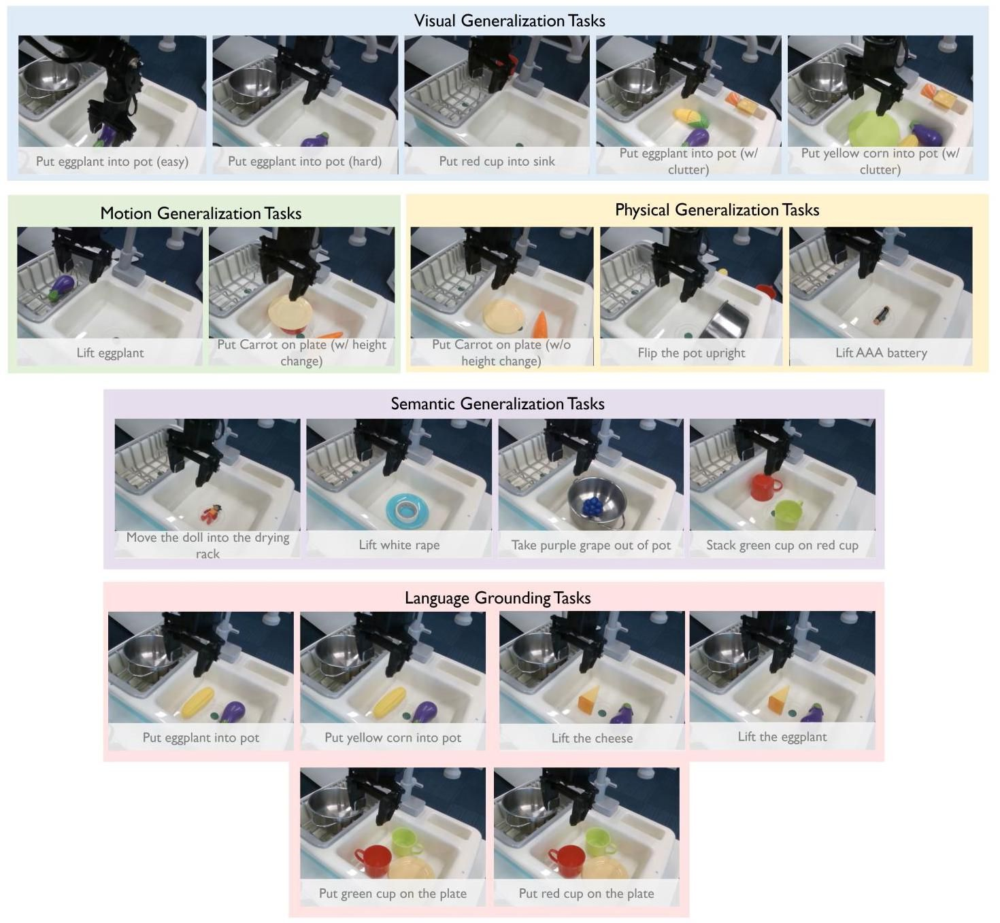 Visual Generalization Tasks
Put eggplant into pot (easy)
Put eggplant into pot (hard)
Put red cup into sink
Put eggplant into pot (w/
clutter)
Put yellow corn into pot (w/
clutter)
Motion Generalization Tasks
Lift eggplant
Put Carrot on plate (w/ height
change)
Physical Generalization Tasks
Put Carrot on plate (w/o
height change)
Flip the pot upright
Lift AAA battery
Semantic Generalization Tasks
Move the doll into the drying
rack
Lift white rape
Take purple grape out of pot
Stack green cup on red cup
Language Grounding Tasks
Put eggplant into pot
Put yellow corn into pot
Lift the cheese
Lift the eggplant
Put green cup on the plate
Put red cup on the plate